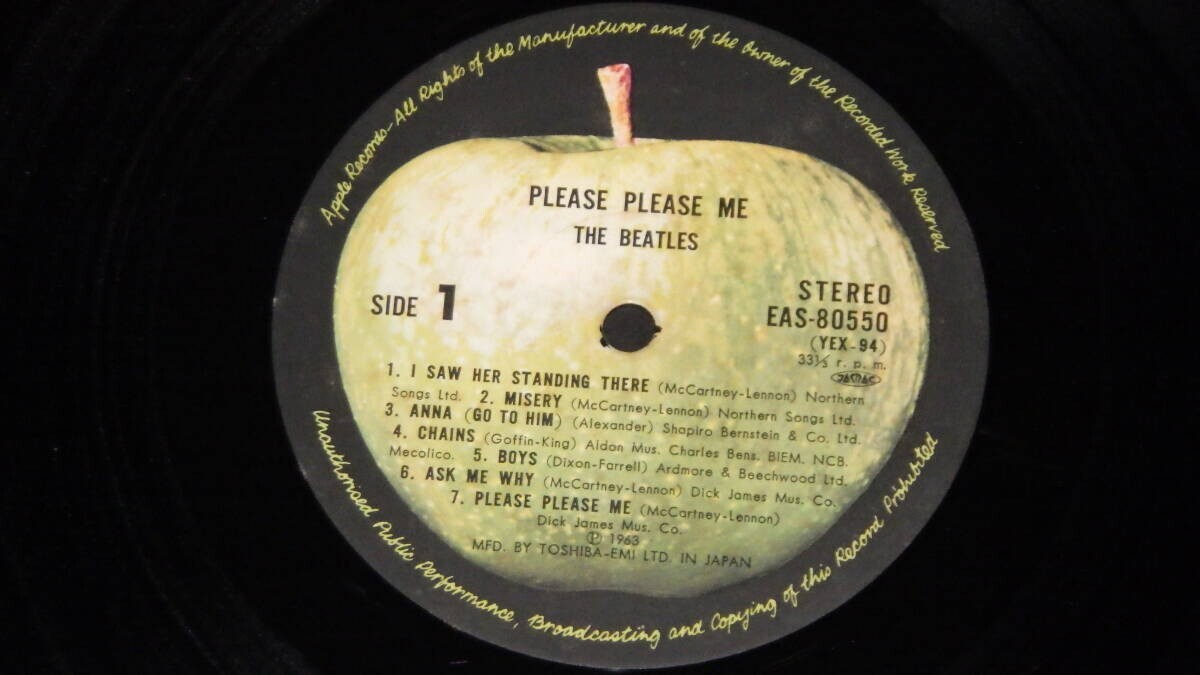 Apple Records-All Rights of the Manufacturer and of the Owner of the Recorded Work Reserved
PLEASE PLEASE ME
THE BEATLES
SIDE 1
STEREO
EAS-80550
(YEX-94)
33⅓ r. p. m.
JASRAC
1. I SAW HER STANDING THERE (McCartney-Lennon) Northern
Songs Ltd. 2. MISERY (McCartney-Lennon) Northern Songs Ltd.
3. ANNA (GO TO HIM) (Alexander) Shapiro Bernstein & Co. Ltd.
4. CHAINS (Goffin-King) Aldon Mus. Charles Bens. BIEM. NCB.
Mecolico. 5. BOYS (Dixon-Farrell) Ardmore & Beechwood Ltd.
6. ASK ME WHY (McCartney-Lennon) Dick James Mus. Co.
7. PLEASE PLEASE ME (McCartney-Lennon)
Dick James Mus. Co.
℗ 1963
MFD. BY TOSHIBA-EMI LTD. IN JAPAN
Unauthorised Public Performance, Broadcasting and Copying of this Record Prohibited